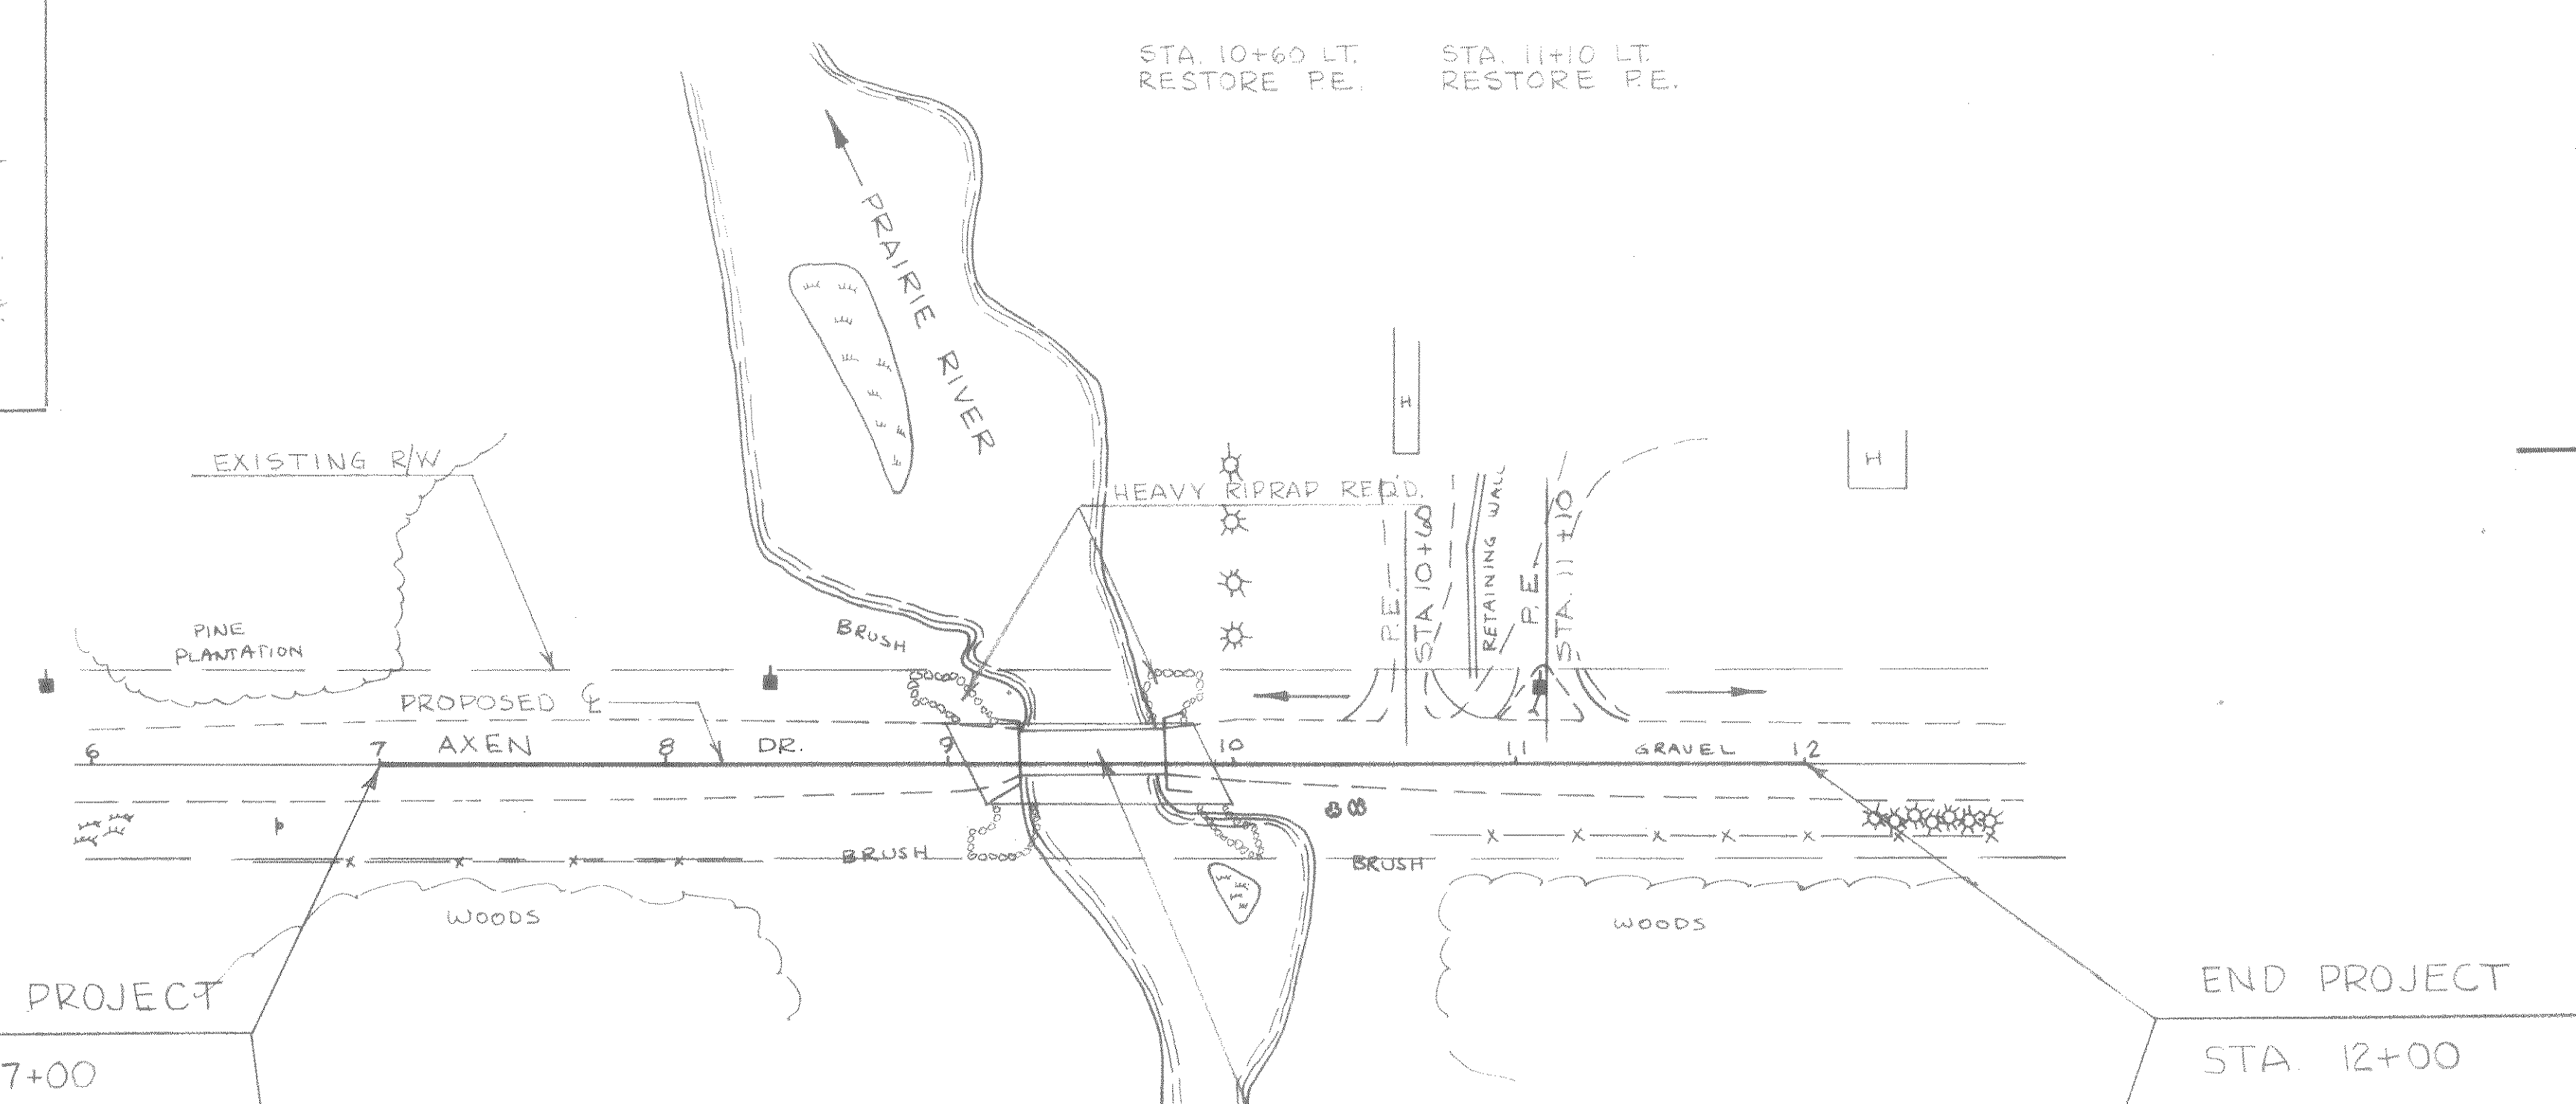 STA. 10+60 LT.
RESTORE P.E.
STA. 11+10 LT.
RESTORE P.E.
PRAIRIE RIVER
EXISTING R/W
H
H
HEAVY RIPRAP REQ'D.
P.E.
STA 10+60
RETAINING WALL
P.E.
STA. 11+10
PINE
PLANTATION
BRUSH
PROPOSED ℄
6
7
AXEN
8
DR.
9
10
11
GRAVEL
12
BRUSH
BRUSH
WOODS
WOODS
PROJECT
7+00
END PROJECT
STA. 12+00